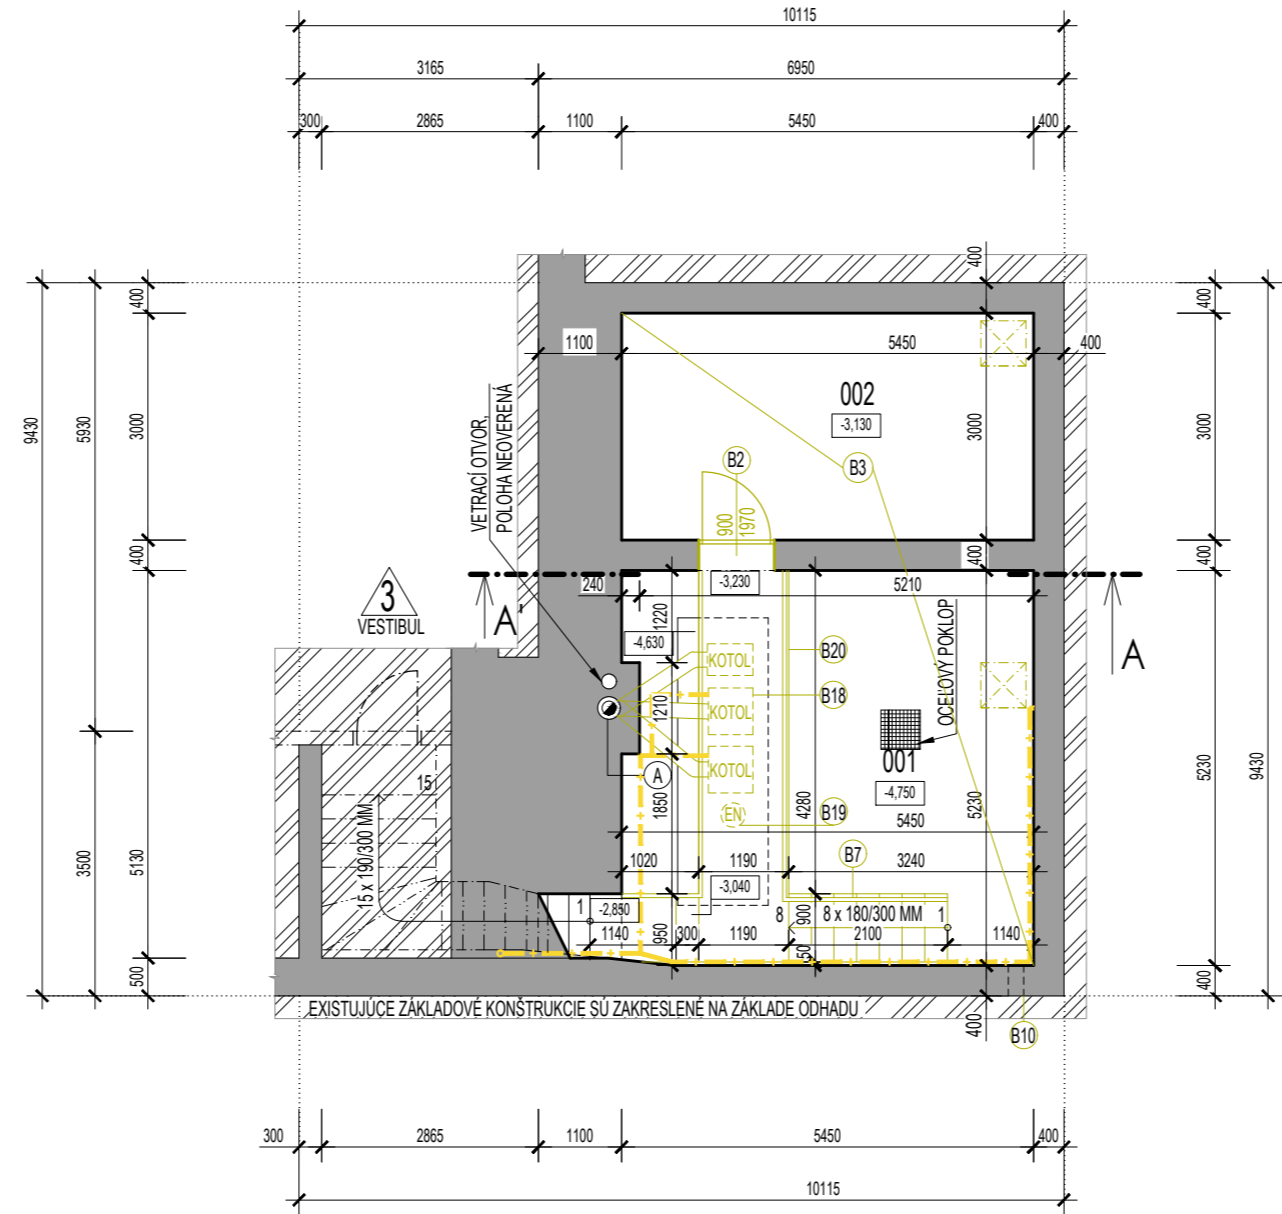 10115
3165 6950
300 2865 1100 5450 400
400
400 400
1100 5450 400
002
-3,130
9430 5930 3000 3000 3000 9430
VETRACÍ OTVOR,
POLOHA NEOVERENÁ
B2 B3
900
1970
400 400 400
240 -3,230 5210
3
VESTIBUL
A'
1220
-4,630
A
KOTOL
B20
OCEĽOVÝ POKLOP
KOTOL
B18
1210
KOTOL
001
-4,750
15
A
1850
EN
B19
4280
5230
5230
5450
3500
5130
15 x 190/300 MM
1020 1190 3240
B7
-3,040
1 -2,850
8 8 x 180/300 MM 1
900
1140 950 300 1190 2100 1140
50
500 400
EXISTUJÚCE ZÁKLADOVÉ KONŠTRUKCIE SÚ ZAKRESLENÉ NA ZÁKLADE ODHADU
400
B10
300 2865 1100 5450 400
10115